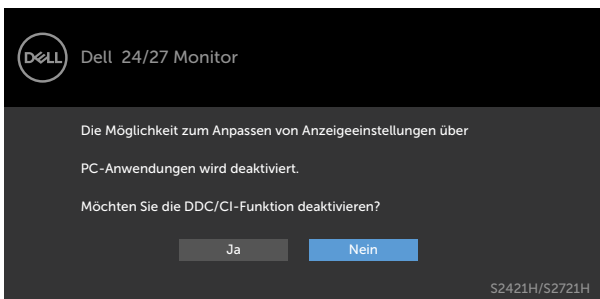 DELL
Dell 24/27 Monitor
Die Möglichkeit zum Anpassen von Anzeigeeinstellungen über
PC-Anwendungen wird deaktiviert.
Möchten Sie die DDC/CI-Funktion deaktivieren?
Ja
Nein
S2421H/S2721H